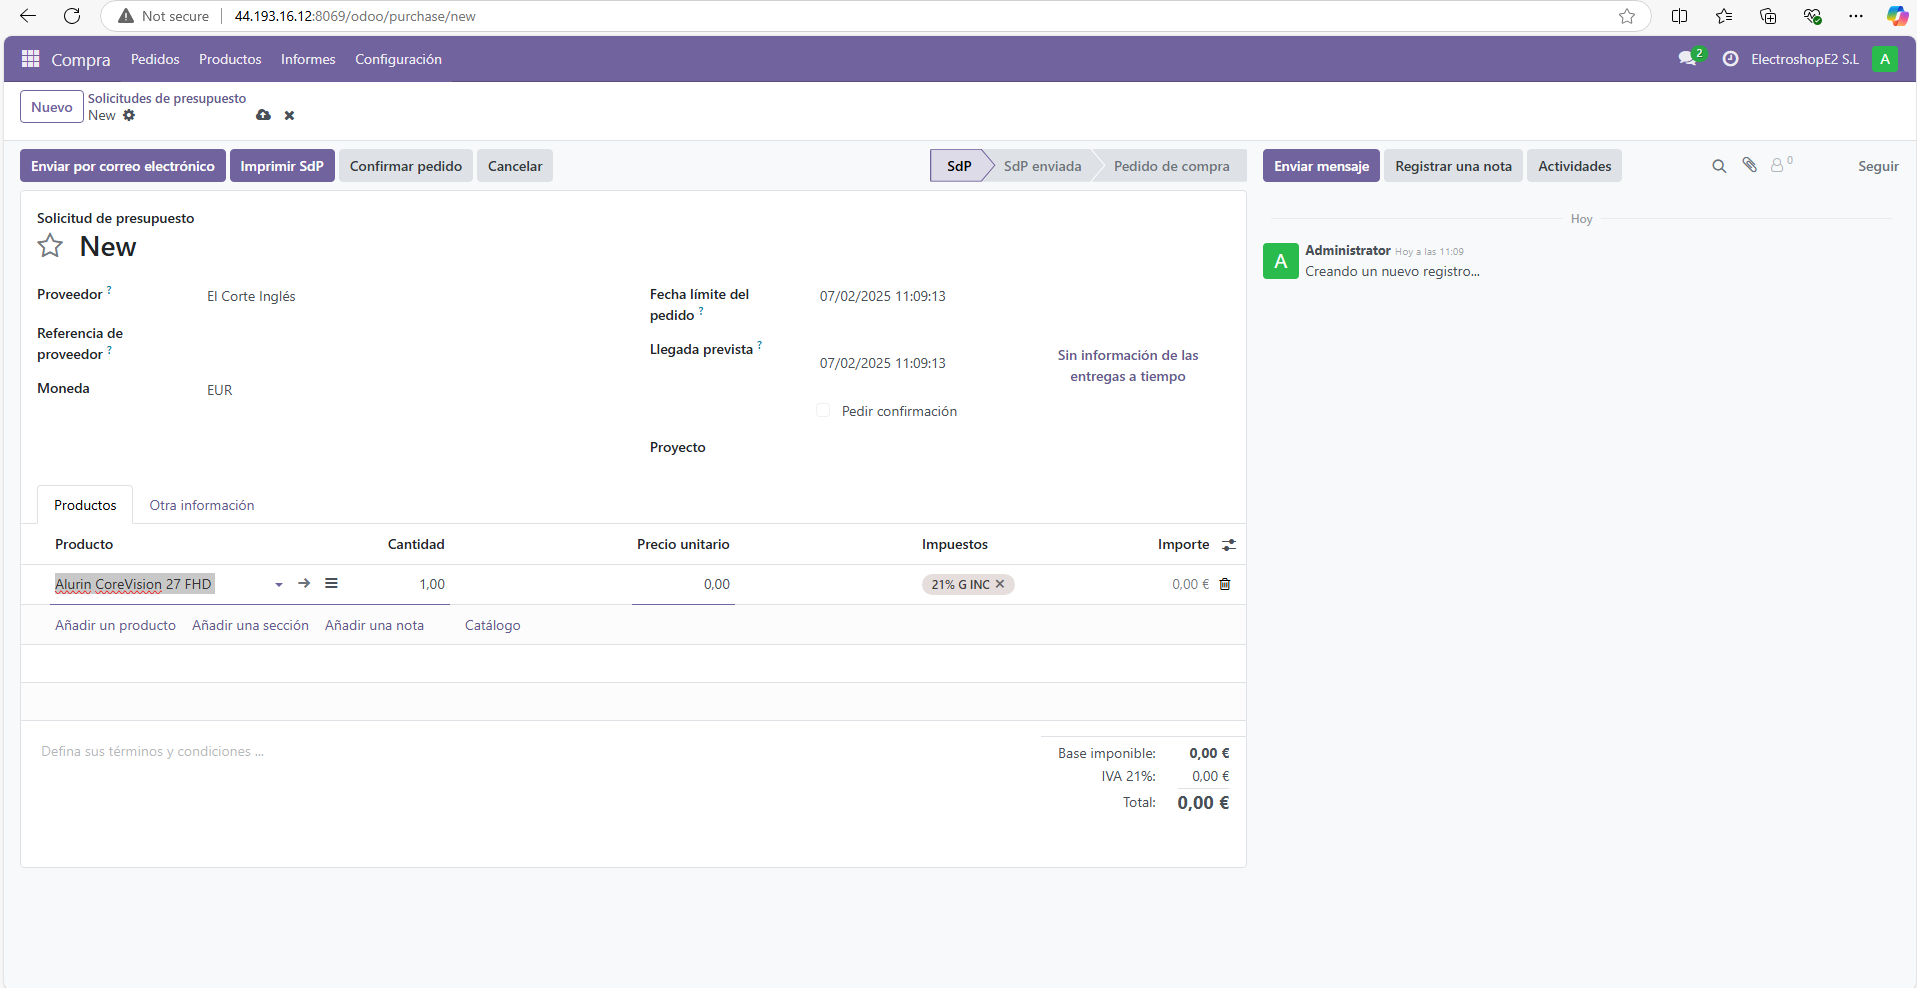 Not secure 44.193.16.12:8069/odoo/purchase/new
Compra Pedidos Productos Informes Configuración 2 ElectroshopE2 S.L A
Nuevo Solicitudes de presupuesto
New
Enviar por correo electrónico Imprimir SdP Confirmar pedido Cancelar SdP SdP enviada Pedido de compra Enviar mensaje Registrar una nota Actividades 0 Seguir
Solicitud de presupuesto
New
Hoy
A Administrator Hoy a las 11:09
Creando un nuevo registro...
Proveedor ? El Corte Inglés
Referencia de
proveedor ?
Moneda EUR
Fecha límite del
pedido ? 07/02/2025 11:09:13
Llegada prevista ? 07/02/2025 11:09:13
Sin información de las
entregas a tiempo
Pedir confirmación
Proyecto
Productos Otra información
Producto Cantidad Precio unitario Impuestos Importe
Alurin CoreVision 27 FHD 1,00 0,00 21% G INC 0,00 €
Añadir un producto Añadir una sección Añadir una nota Catálogo
Defina sus términos y condiciones ...
Base imponible: 0,00 €
IVA 21%: 0,00 €
Total: 0,00 €